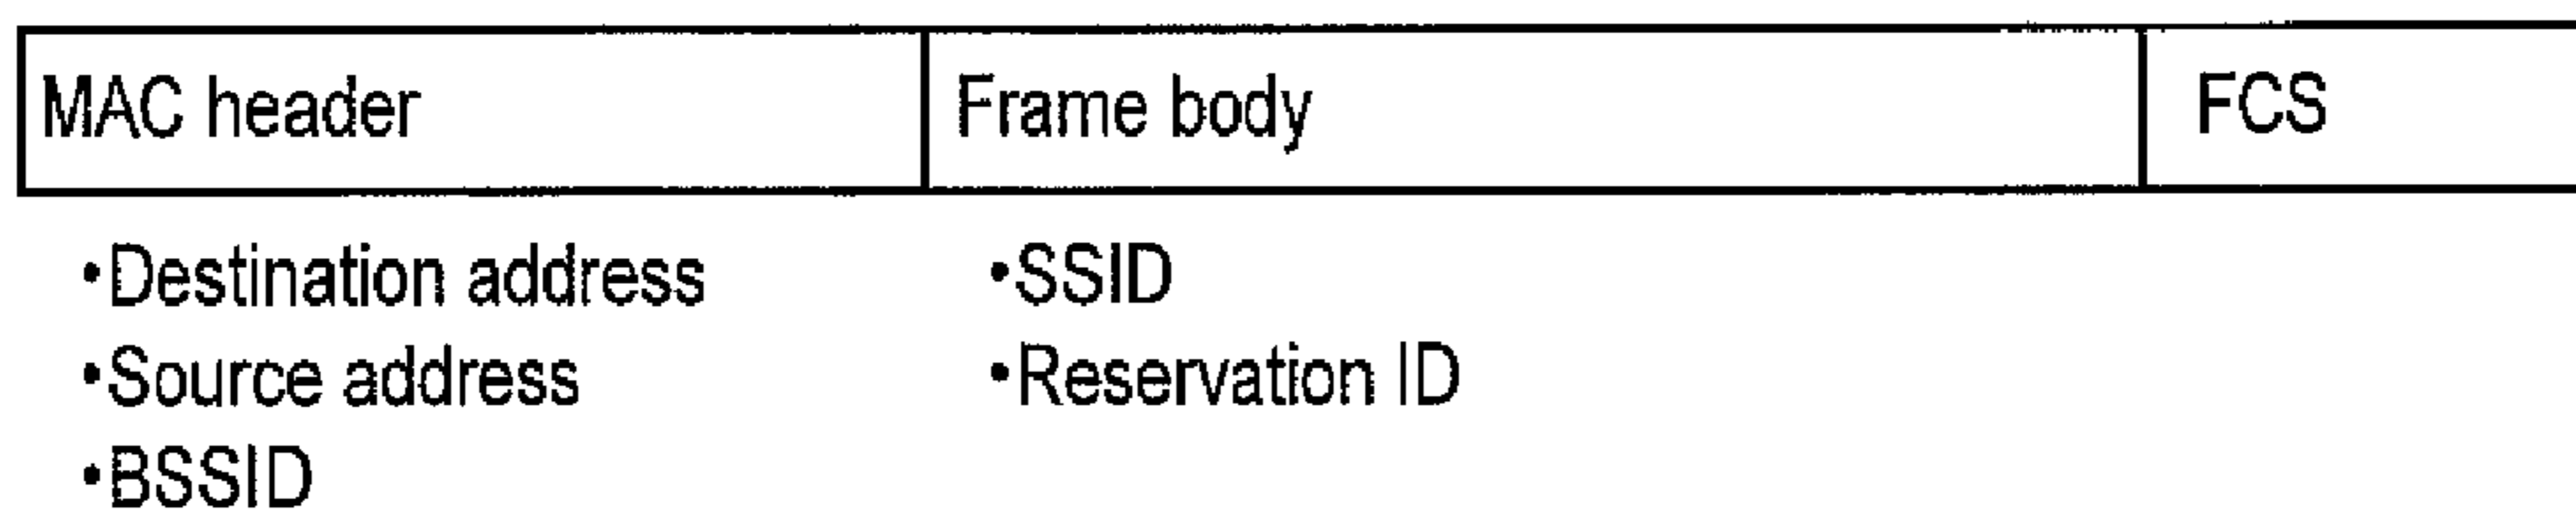 MAC header Frame body FCS
•Destination address •SSID
•Source address •Reservation ID
•BSSID